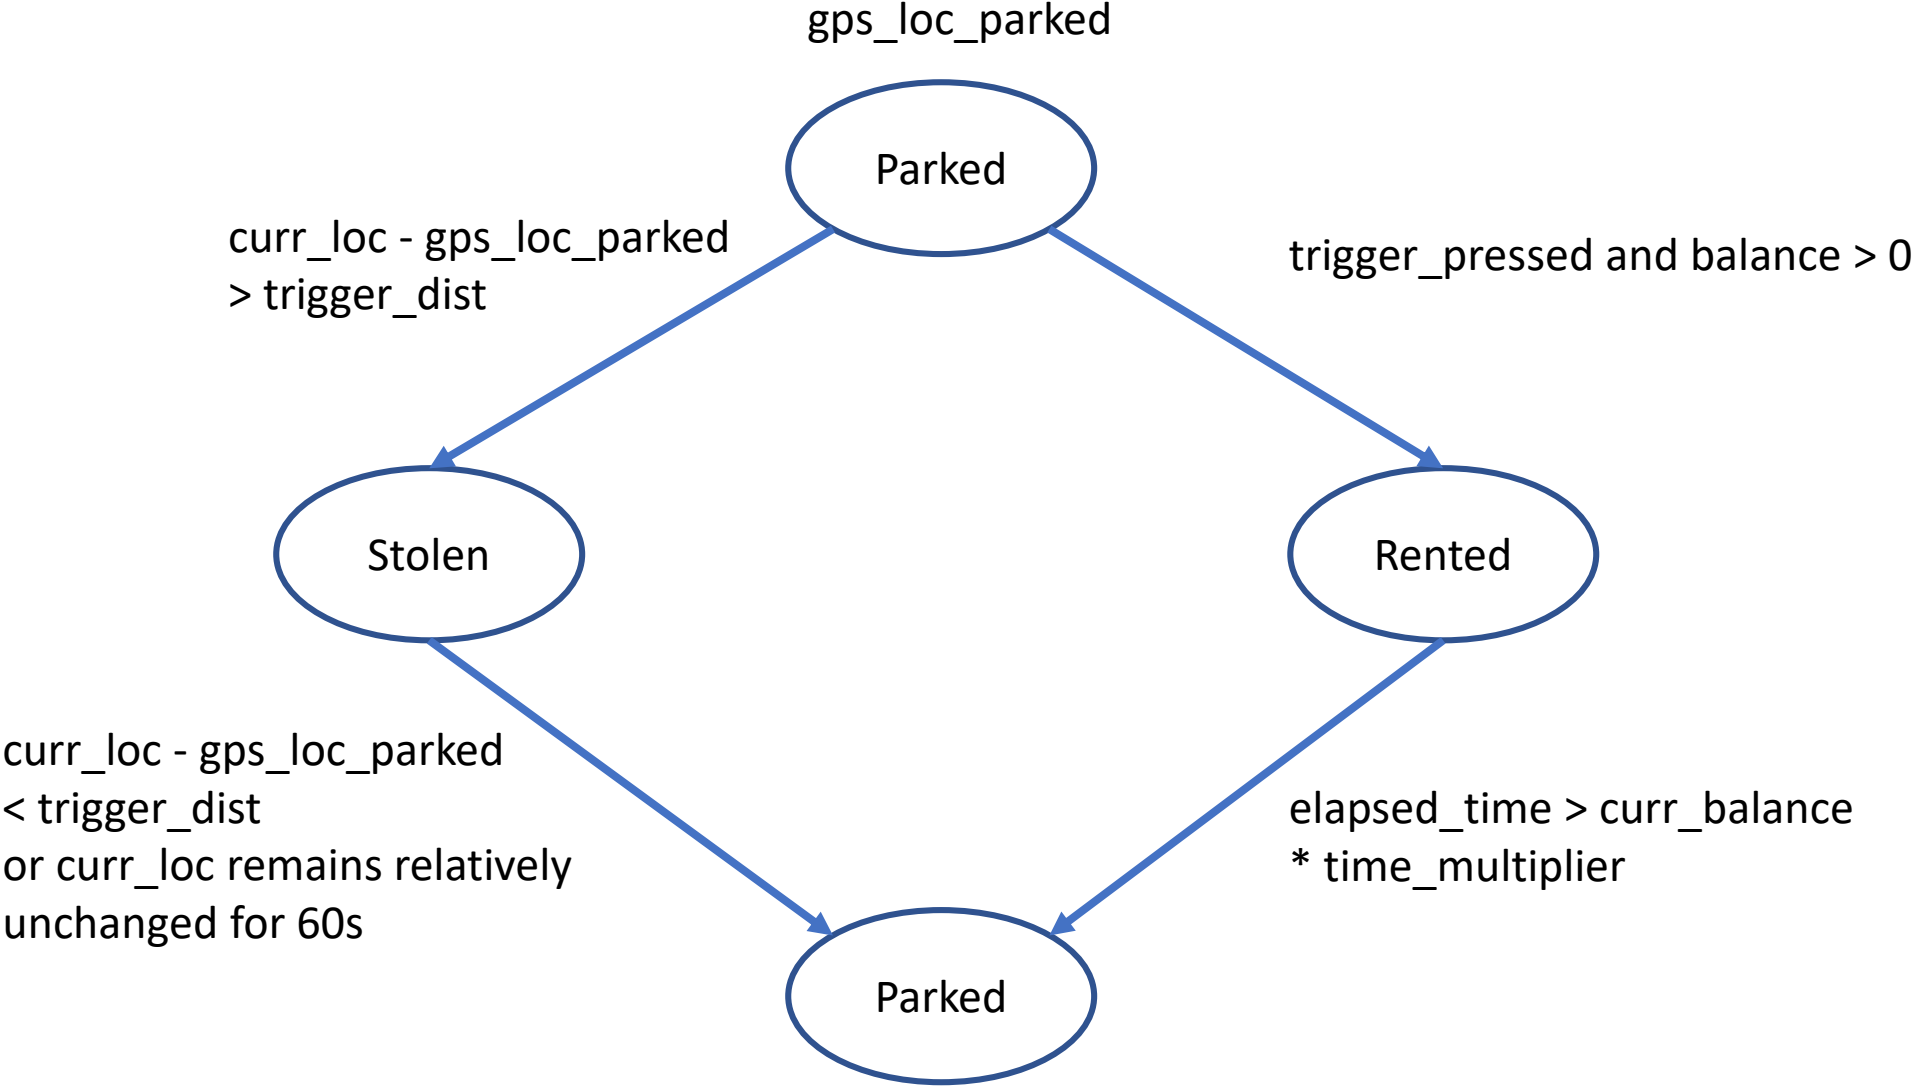 gps_loc_parked
Parked
curr_loc - gps_loc_parked
> trigger_dist
trigger_pressed and balance > 0
Stolen
Rented
curr_loc - gps_loc_parked
< trigger_dist
or curr_loc remains relatively
unchanged for 60s
elapsed_time > curr_balance
* time_multiplier
Parked